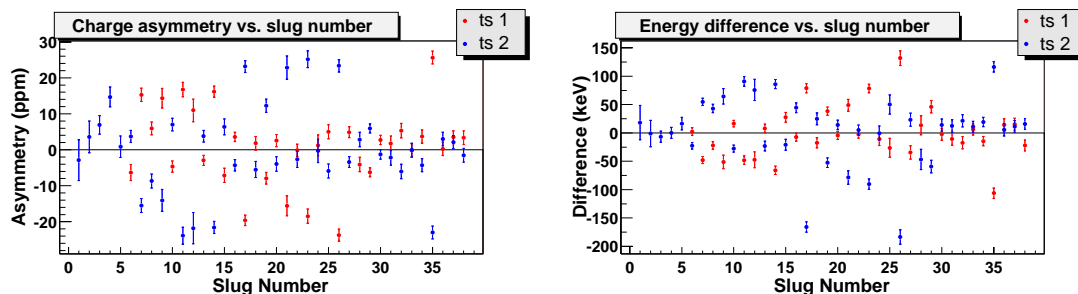 Charge asymmetry vs. slug number
ts 1
ts 2
Asymmetry (ppm)
30
20
10
0
-10
-20
0 5 10 15 20 25 30 35
Slug Number
Energy difference vs. slug number
ts 1
ts 2
Difference (keV)
150
100
50
0
-50
-100
-150
-200
0 5 10 15 20 25 30 35
Slug Number